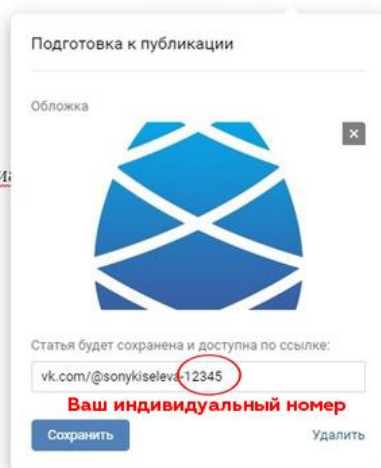 Подготовка к публикации
Обложка
Статья будет сохранена и доступна по ссылке:
vk.com/@sonykiseleva-12345
Ваш индивидуальный номер
Сохранить
Удалить